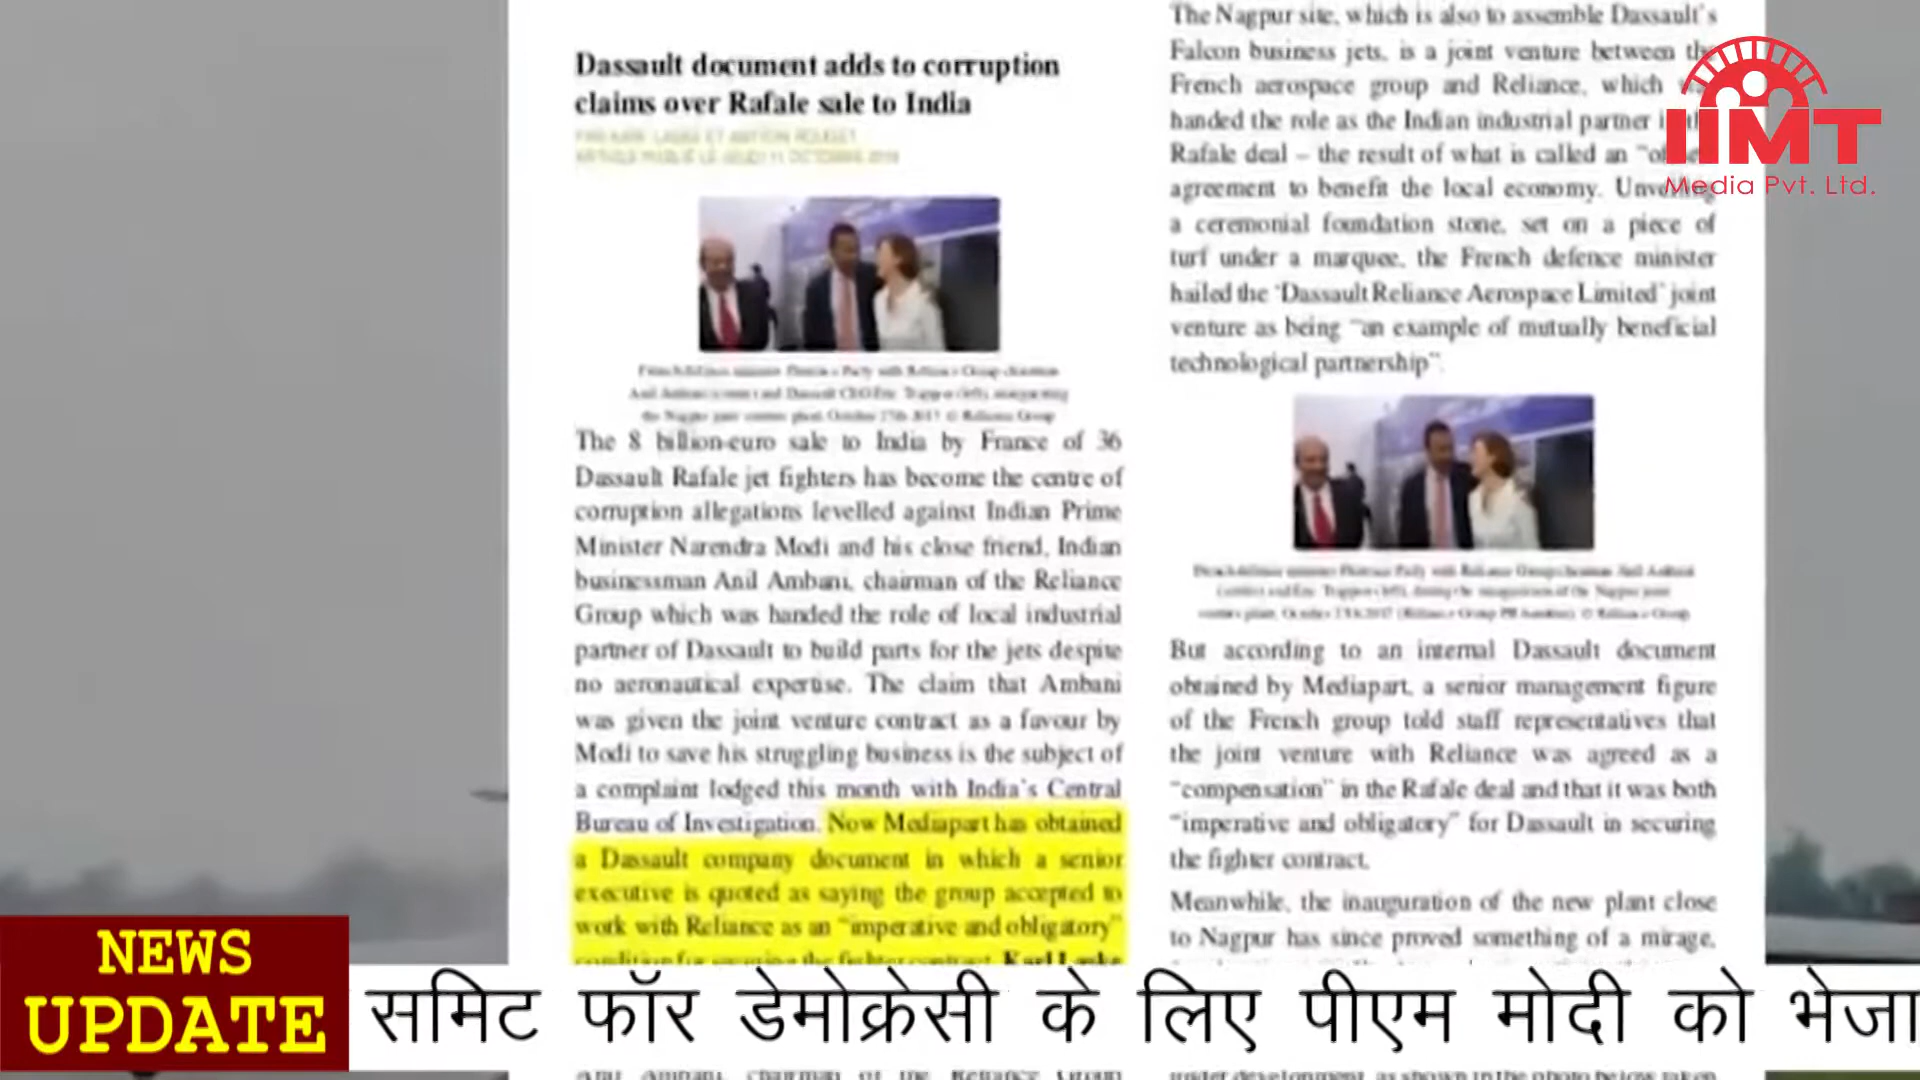 Dassault document adds to corruption
claims over Rafale sale to India
The 8 billion-euro sale to India by France of 36
Dassault Rafale jet fighters has become the centre of
corruption allegations levelled against Indian Prime
Minister Narendra Modi and his close friend, Indian
businessman Anil Ambani, chairman of the Reliance
Group which was handed the role of local industrial
partner of Dassault to build parts for the jets despite
no aeronautical expertise. The claim that Ambani
was given the joint venture contract as a favour by
Modi to save his struggling business is the subject of
a complaint lodged this month with India's Central
Bureau of Investigation. Now Mediapart has obtained
a Dassault company document in which a senior
executive is quoted as saying the group accepted to
work with Reliance as an "imperative and obligatory"
The Nagpur site, which is also to assemble Dassault's
Falcon business jets, is a joint venture between the
French aerospace group and Reliance, which
handed the role as the Indian industrial partner
Rafale deal – the result of what is called an
agreement to benefit the local economy.
a ceremonial foundation stone, set on a piece of
turf under a marquee, the French defence minister
hailed the 'Dassault Reliance Aerospace Limited' joint
venture as being "an example of mutually beneficial
technological partnership".
But according to an internal Dassault document
obtained by Mediapart, a senior management figure
of the French group told staff representatives that
the joint venture with Reliance was agreed as a
"compensation" in the Rafale deal and that it was both
"imperative and obligatory" for Dassault in securing
the fighter contract.
Meanwhile, the inauguration of the new plant close
to Nagpur has since proved something of a mirage,
IIMT
Media Pvt. Ltd.
NEWS
UPDATE
समिट फॉर डेमोक्रेसी के लिए पीएम मोदी को भेजा